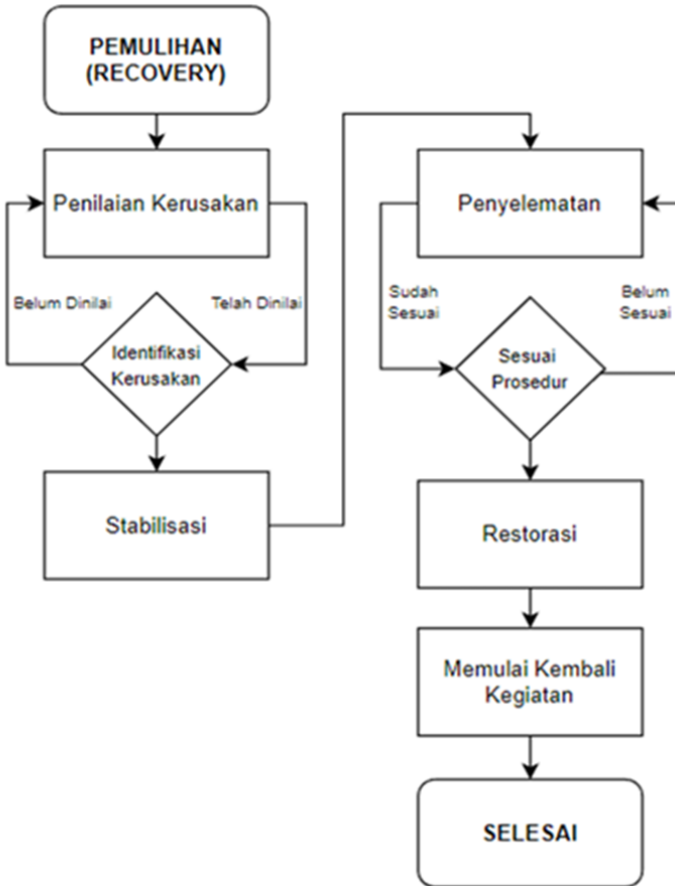 PEMULIHAN
(RECOVERY)
Penilaian Kerusakan
Belum Dinilai
Telah Dinilai
Identifikasi
Kerusakan
Stabilisasi
Penyelematan
Sudah
Sesuai
Belum
Sesuai
Sesuai
Prosedur
Restorasi
Memulai Kembali
Kegiatan
SELESAI